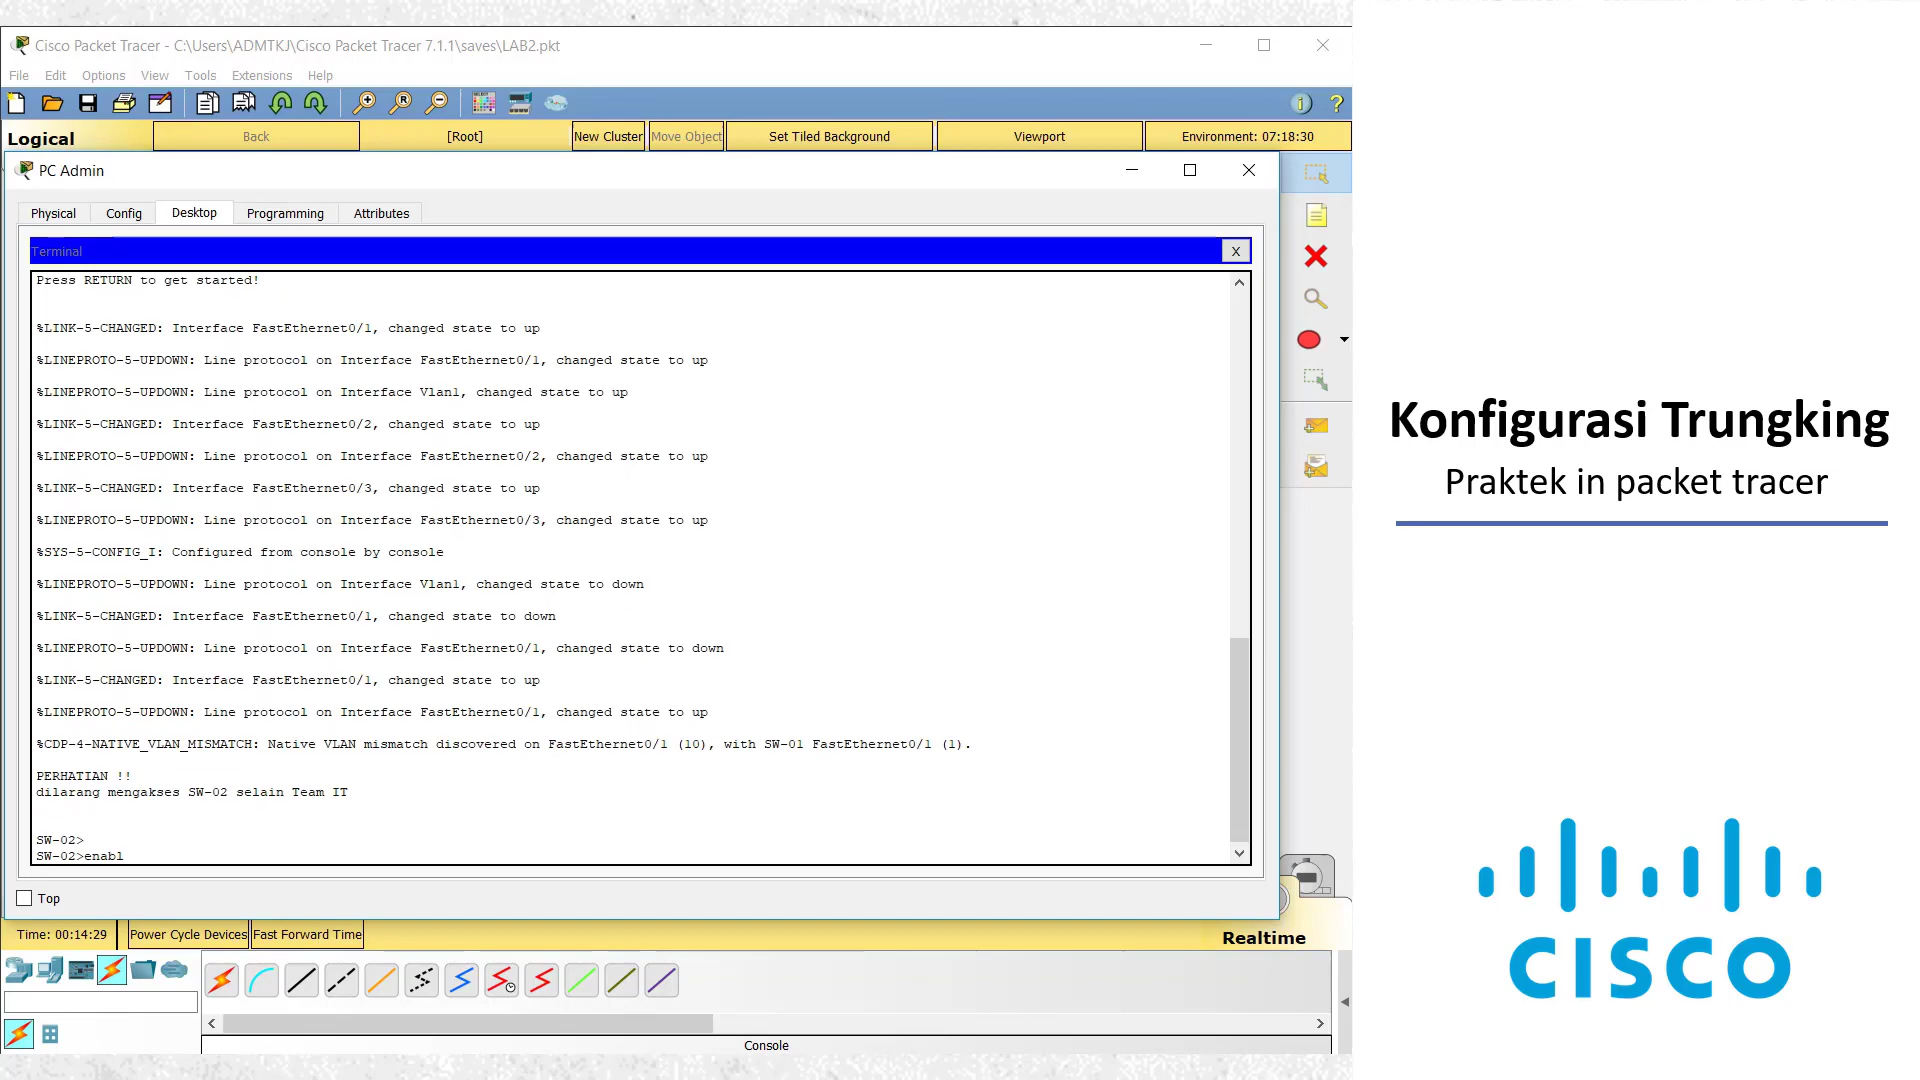 Cisco Packet Tracer - C:\Users\ADMTKJ\Cisco Packet Tracer 7.1.1\saves\LAB2.pkt
File Edit Options View Tools Extensions Help
Logical
Back
[Root]
New Cluster
Move Object
Set Tiled Background
Viewport
Environment: 07:18:30
PC Admin
Physical
Config
Desktop
Programming
Attributes
Terminal
X
Press RETURN to get started!
%LINK-5-CHANGED: Interface FastEthernet0/1, changed state to up
%LINEPROTO-5-UPDOWN: Line protocol on Interface FastEthernet0/1, changed state to up
%LINEPROTO-5-UPDOWN: Line protocol on Interface Vlan1, changed state to up
%LINK-5-CHANGED: Interface FastEthernet0/2, changed state to up
%LINEPROTO-5-UPDOWN: Line protocol on Interface FastEthernet0/2, changed state to up
%LINK-5-CHANGED: Interface FastEthernet0/3, changed state to up
%LINEPROTO-5-UPDOWN: Line protocol on Interface FastEthernet0/3, changed state to up
%SYS-5-CONFIG_I: Configured from console by console
%LINEPROTO-5-UPDOWN: Line protocol on Interface Vlan1, changed state to down
%LINK-5-CHANGED: Interface FastEthernet0/1, changed state to down
%LINEPROTO-5-UPDOWN: Line protocol on Interface FastEthernet0/1, changed state to down
%LINK-5-CHANGED: Interface FastEthernet0/1, changed state to up
%LINEPROTO-5-UPDOWN: Line protocol on Interface FastEthernet0/1, changed state to up
%CDP-4-NATIVE_VLAN_MISMATCH: Native VLAN mismatch discovered on FastEthernet0/1 (10), with SW-01 FastEthernet0/1 (1).
PERHATIAN !!
dilarang mengakses SW-02 selain Team IT
SW-02>
SW-02>enabl
Top
Time: 00:14:29
Power Cycle Devices
Fast Forward Time
Realtime
Console
Konfigurasi Trungking
Praktek in packet tracer
CISCO